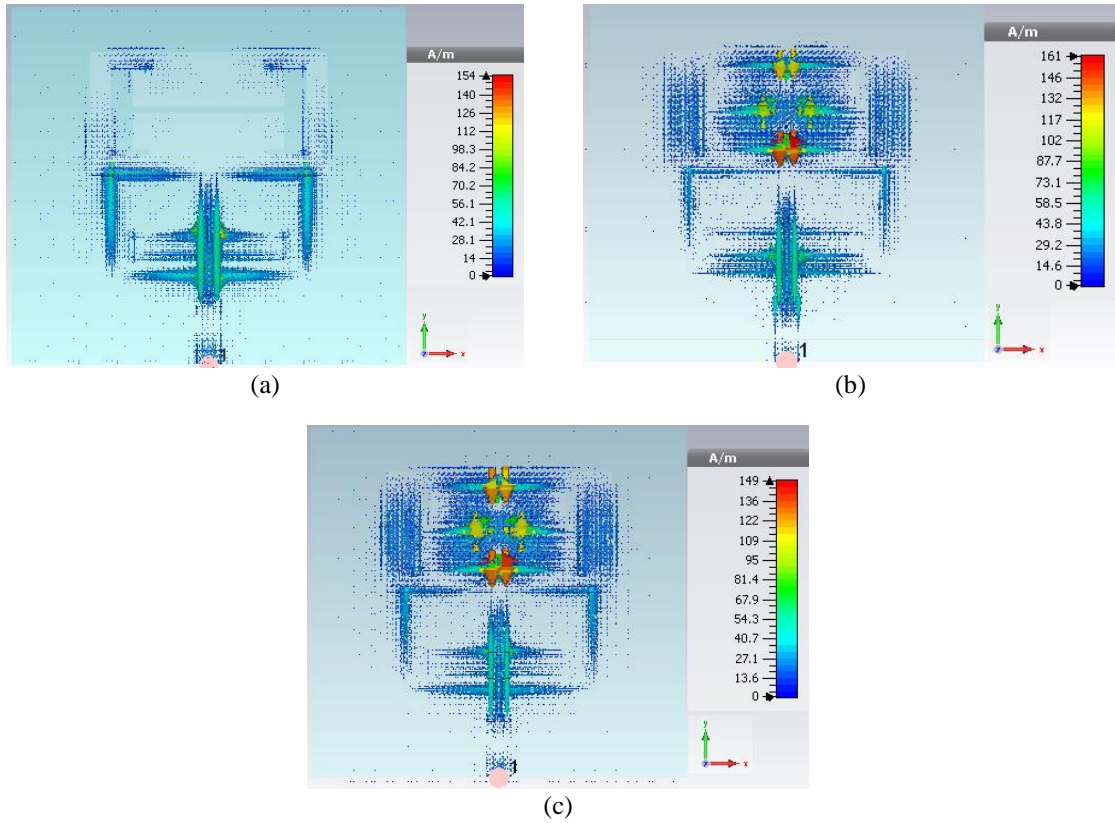 A/m
154
140
126
112
98.3
84.2
70.2
56.1
42.1
28.1
14
0
y
x
z
1
(a)
A/m
161
146
132
117
102
87.7
73.1
58.5
43.8
29.2
14.6
0
y
x
z
1
(b)
A/m
149
136
122
109
95
81.4
67.9
54.3
40.7
27.1
13.6
0
y
x
z
1
(c)